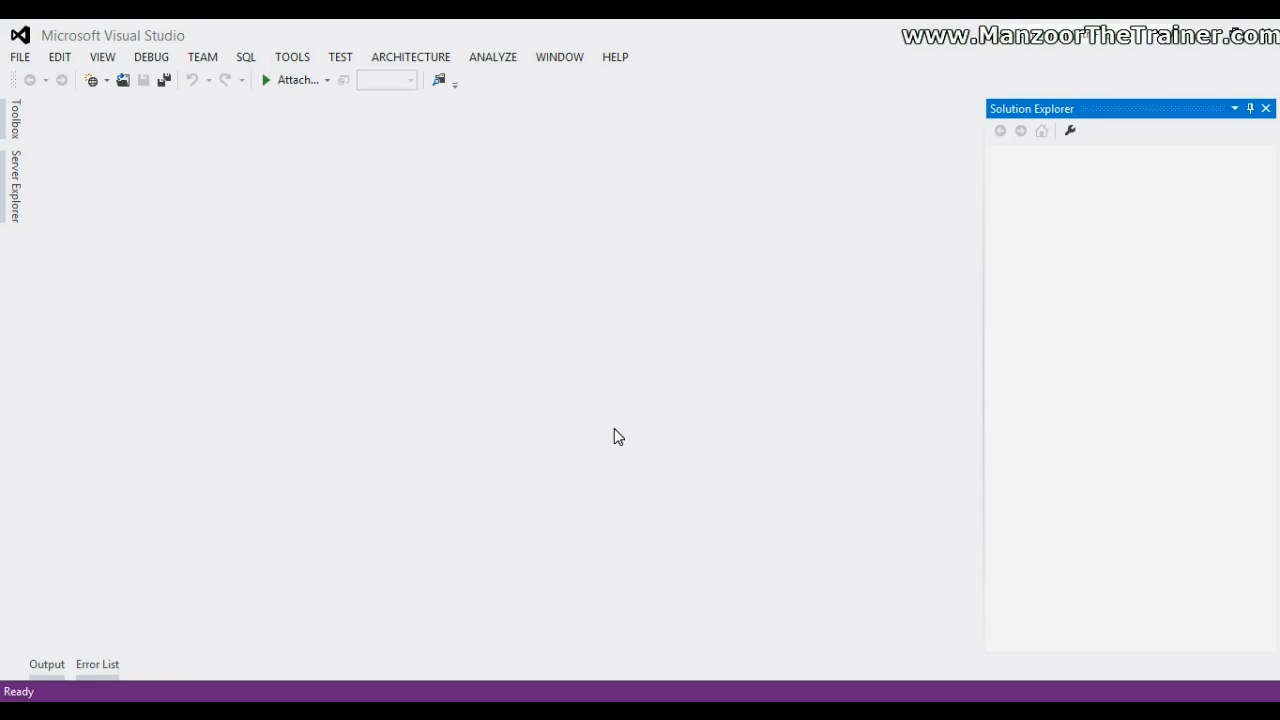 www.ManzoorTheTrainer.com
Microsoft Visual Studio
FILE EDIT VIEW DEBUG TEAM SQL TOOLS TEST ARCHITECTURE ANALYZE WINDOW HELP
Attach...
Toolbox
Server Explorer
Solution Explorer
Output Error List
Ready